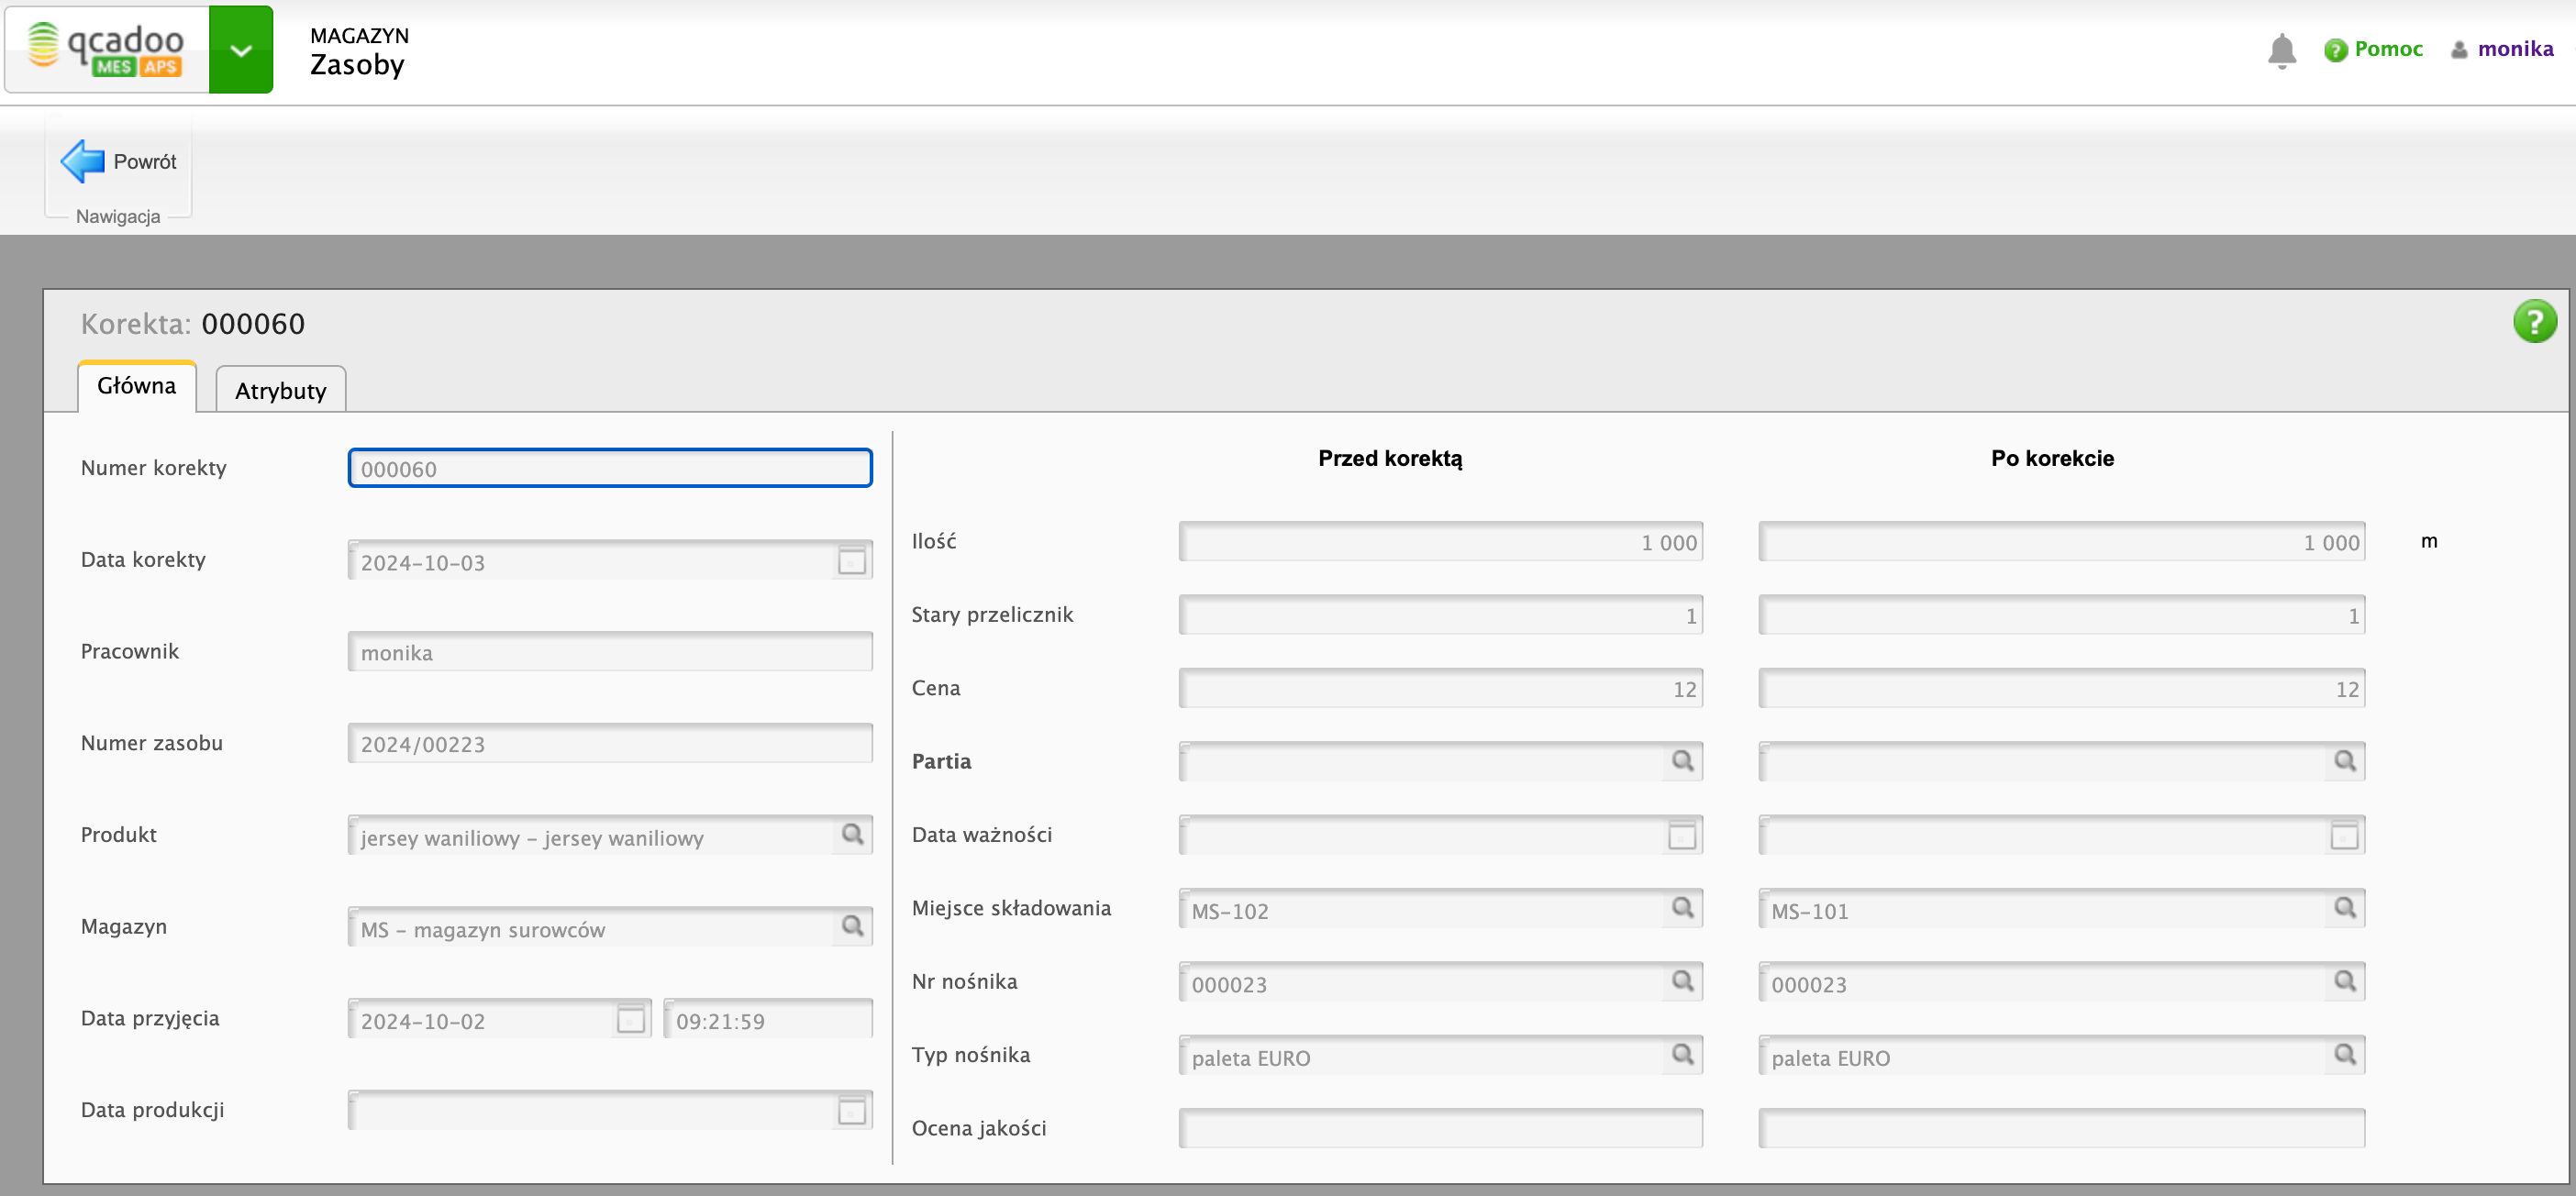 qcadoo
MES APS
MAGAZYN
Zasoby
Pomoc
monika
Powrót
Nawigacja
Korekta: 000060
Główna
Atrybuty
Numer korekty 000060
Data korekty 2024-10-03
Pracownik monika
Numer zasobu 2024/00223
Produkt jersey waniliowy - jersey waniliowy
Magazyn MS - magazyn surowców
Data przyjęcia 2024-10-02 09:21:59
Data produkcji
Przed korektą Po korekcie
Ilość 1 000 1 000 m
Stary przelicznik 1 1
Cena 12 12
Partia
Data ważności
Miejsce składowania MS-102 MS-101
Nr nośnika 000023 000023
Typ nośnika paleta EURO paleta EURO
Ocena jakości